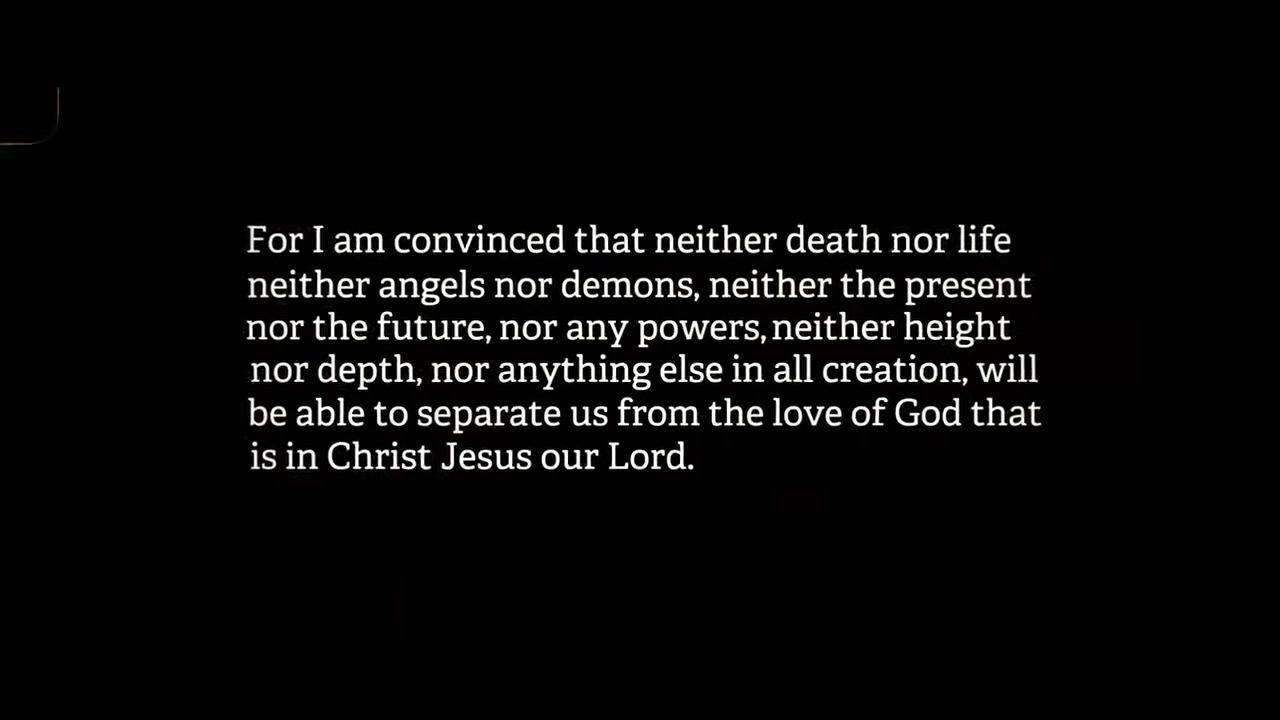 For I am convinced that neither death nor life
neither angels nor demons, neither the present
nor the future, nor any powers, neither height
nor depth, nor anything else in all creation, will
be able to separate us from the love of God that
is in Christ Jesus our Lord.